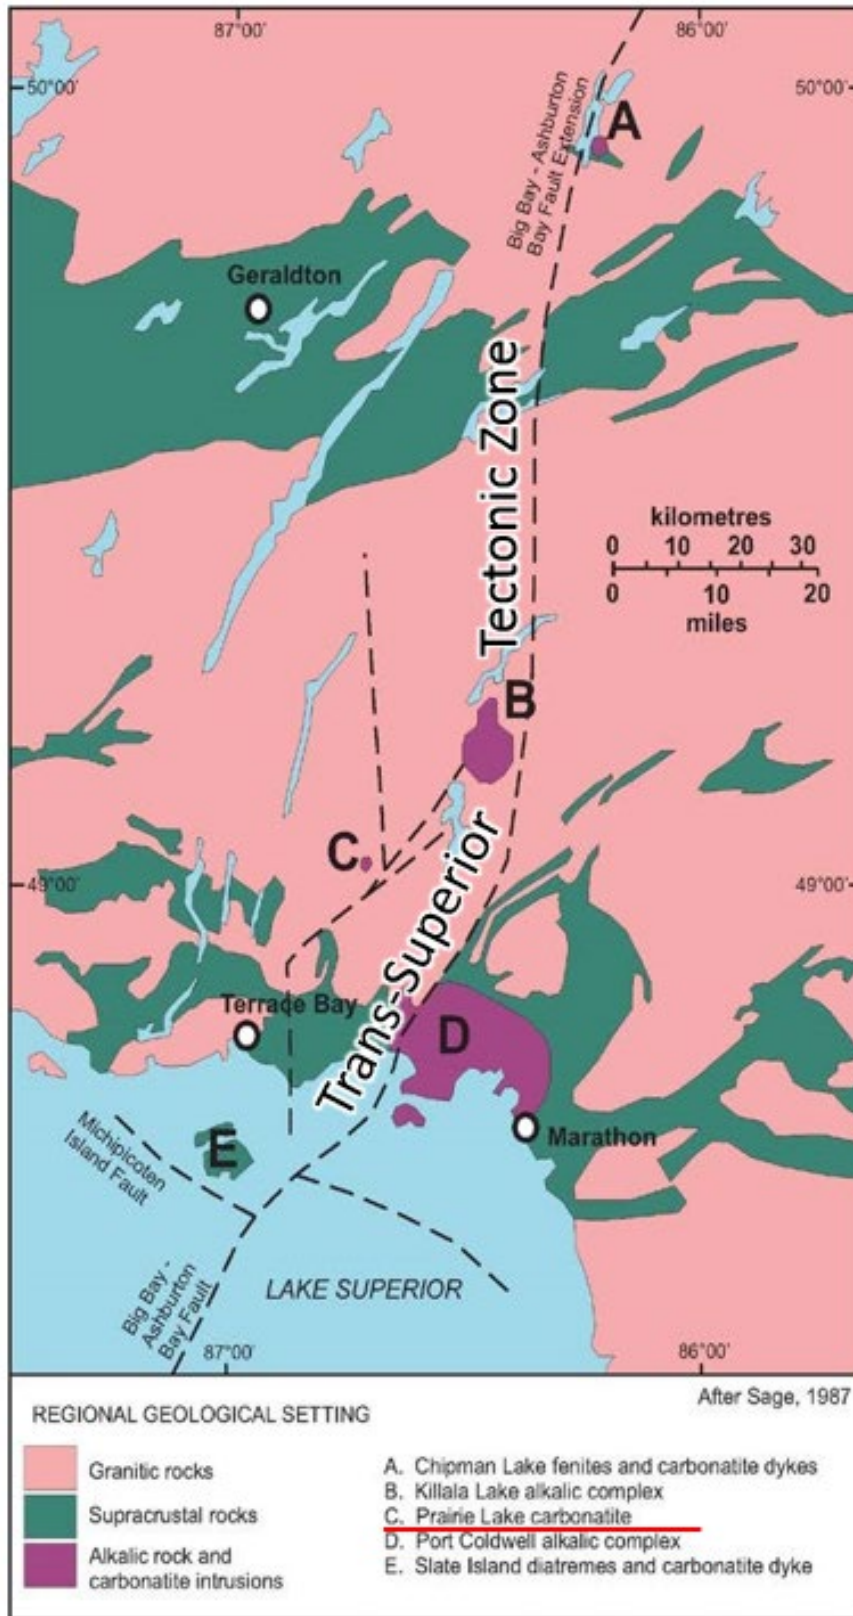 87°00'
86°00'
50°00'
50°00'
A
Big Bay - Ashburton
Bay Fault Extension
Geraldton
Tectonic Zone
kilometres
0 10 20 30
0 10 20
miles
B
C
49°00'
49°00'
Trans-Superior
Terrace Bay
D
E
Marathon
Michipicoten
Island Fault
Big Bay -
Ashburton
Bay Fault
LAKE SUPERIOR
87°00'
86°00'
After Sage, 1987
REGIONAL GEOLOGICAL SETTING
Granitic rocks
Supracrustal rocks
Alkalic rock and
carbonatite intrusions
A. Chipman Lake fenites and carbonatite dykes
B. Killala Lake alkalic complex
C. Prairie Lake carbonatite
D. Port Coldwell alkalic complex
E. Slate Island diatremes and carbonatite dyke